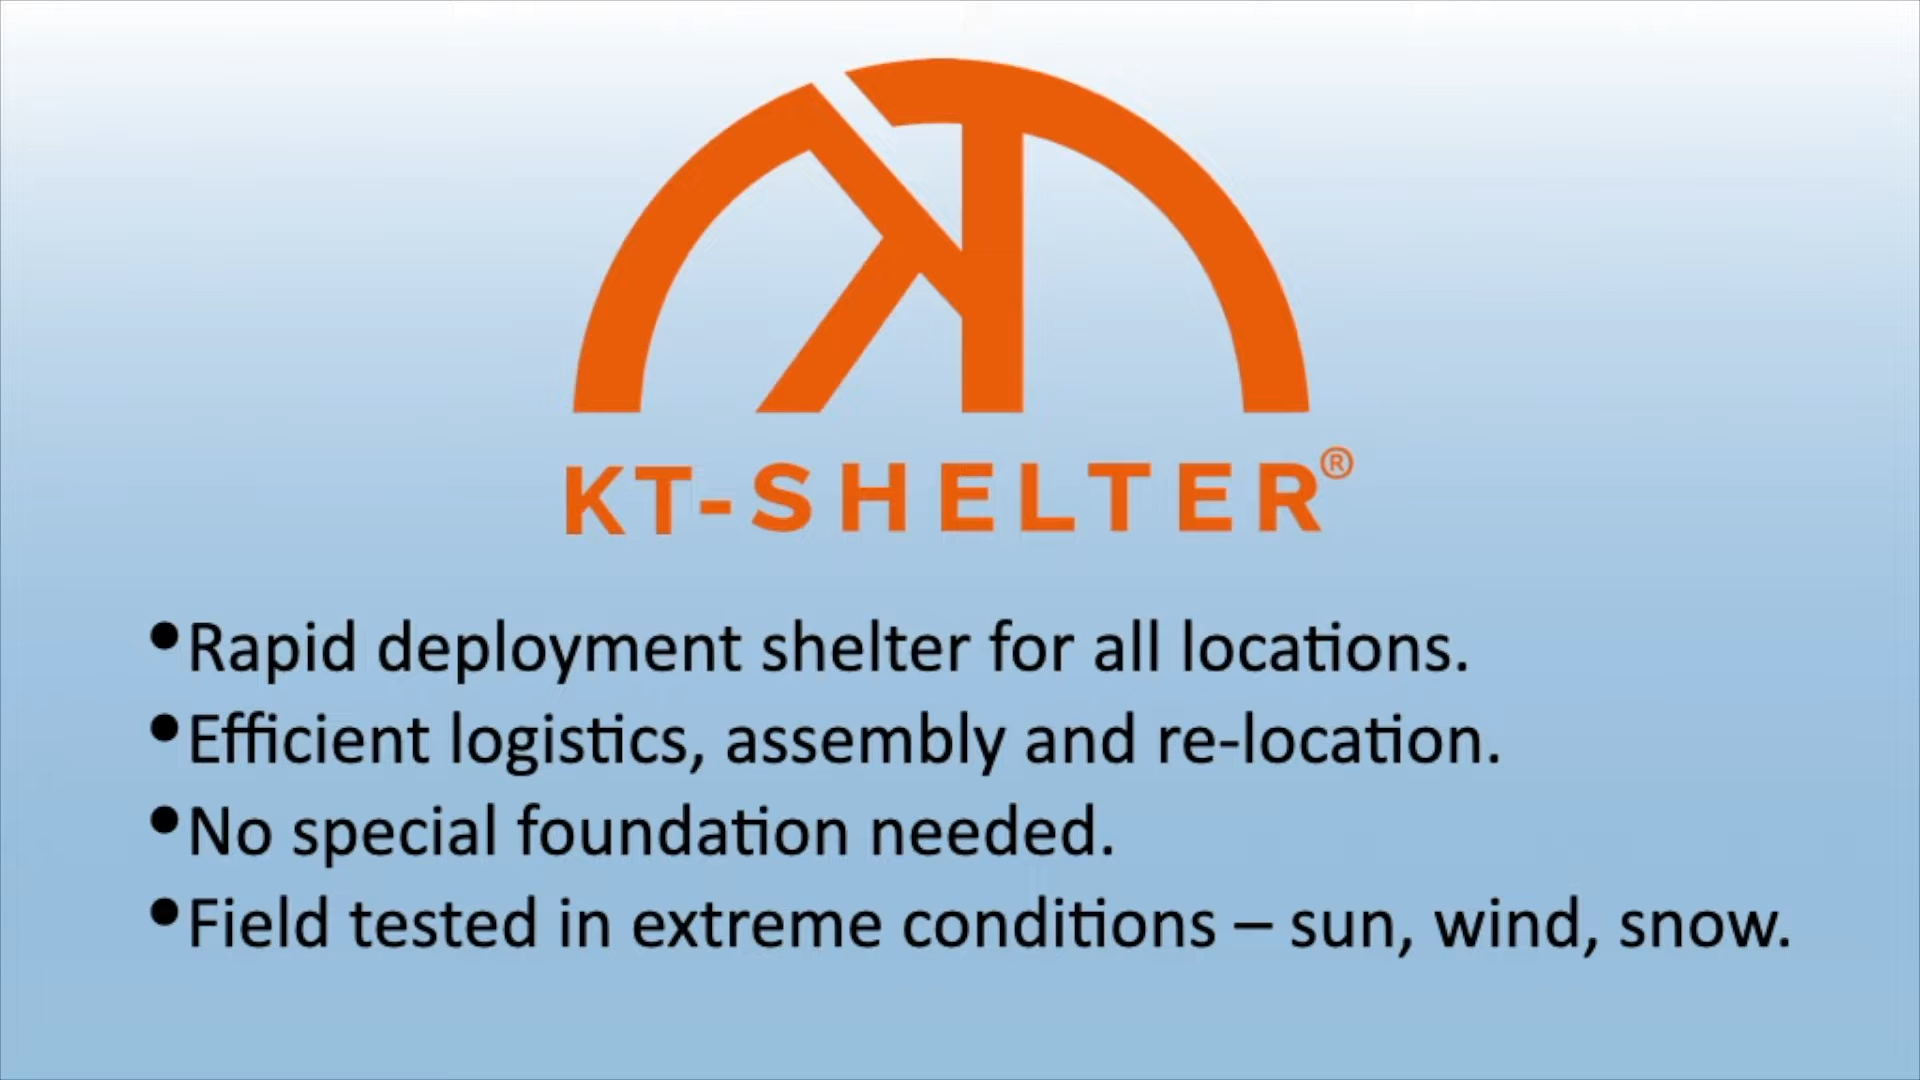 KT-SHELTER®
•Rapid deployment shelter for all locations.
•Efficient logistics, assembly and re-location.
•No special foundation needed.
•Field tested in extreme conditions – sun, wind, snow.